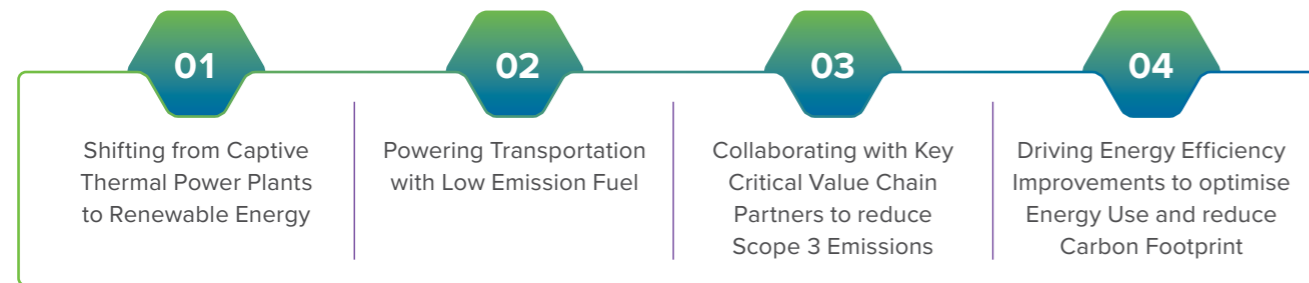 01
Shifting from Captive
Thermal Power Plants
to Renewable Energy
02
Powering Transportation
with Low Emission Fuel
03
Collaborating with Key
Critical Value Chain
Partners to reduce
Scope 3 Emissions
04
Driving Energy Efficiency
Improvements to optimise
Energy Use and reduce
Carbon Footprint